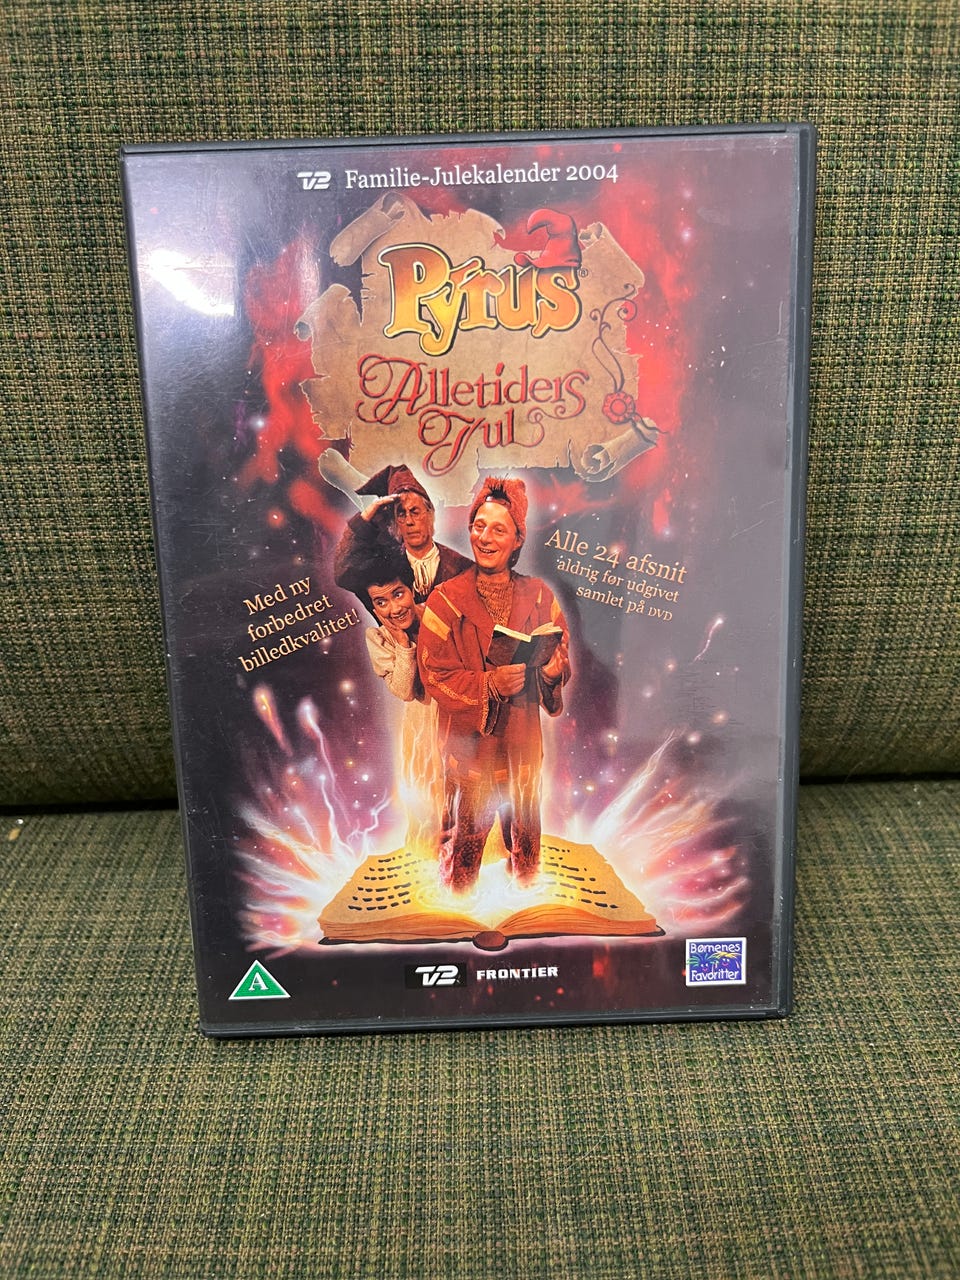 TV2 Familie-Julekalender 2004
Pyrus®
Alletiders
Jul
Alle 24 afsnit
aldrig før udgivet
samlet på DVD
Med ny
forbedret
billedkvalitet!
A
TV2 FRONTIER
Børnenes
Favoritter